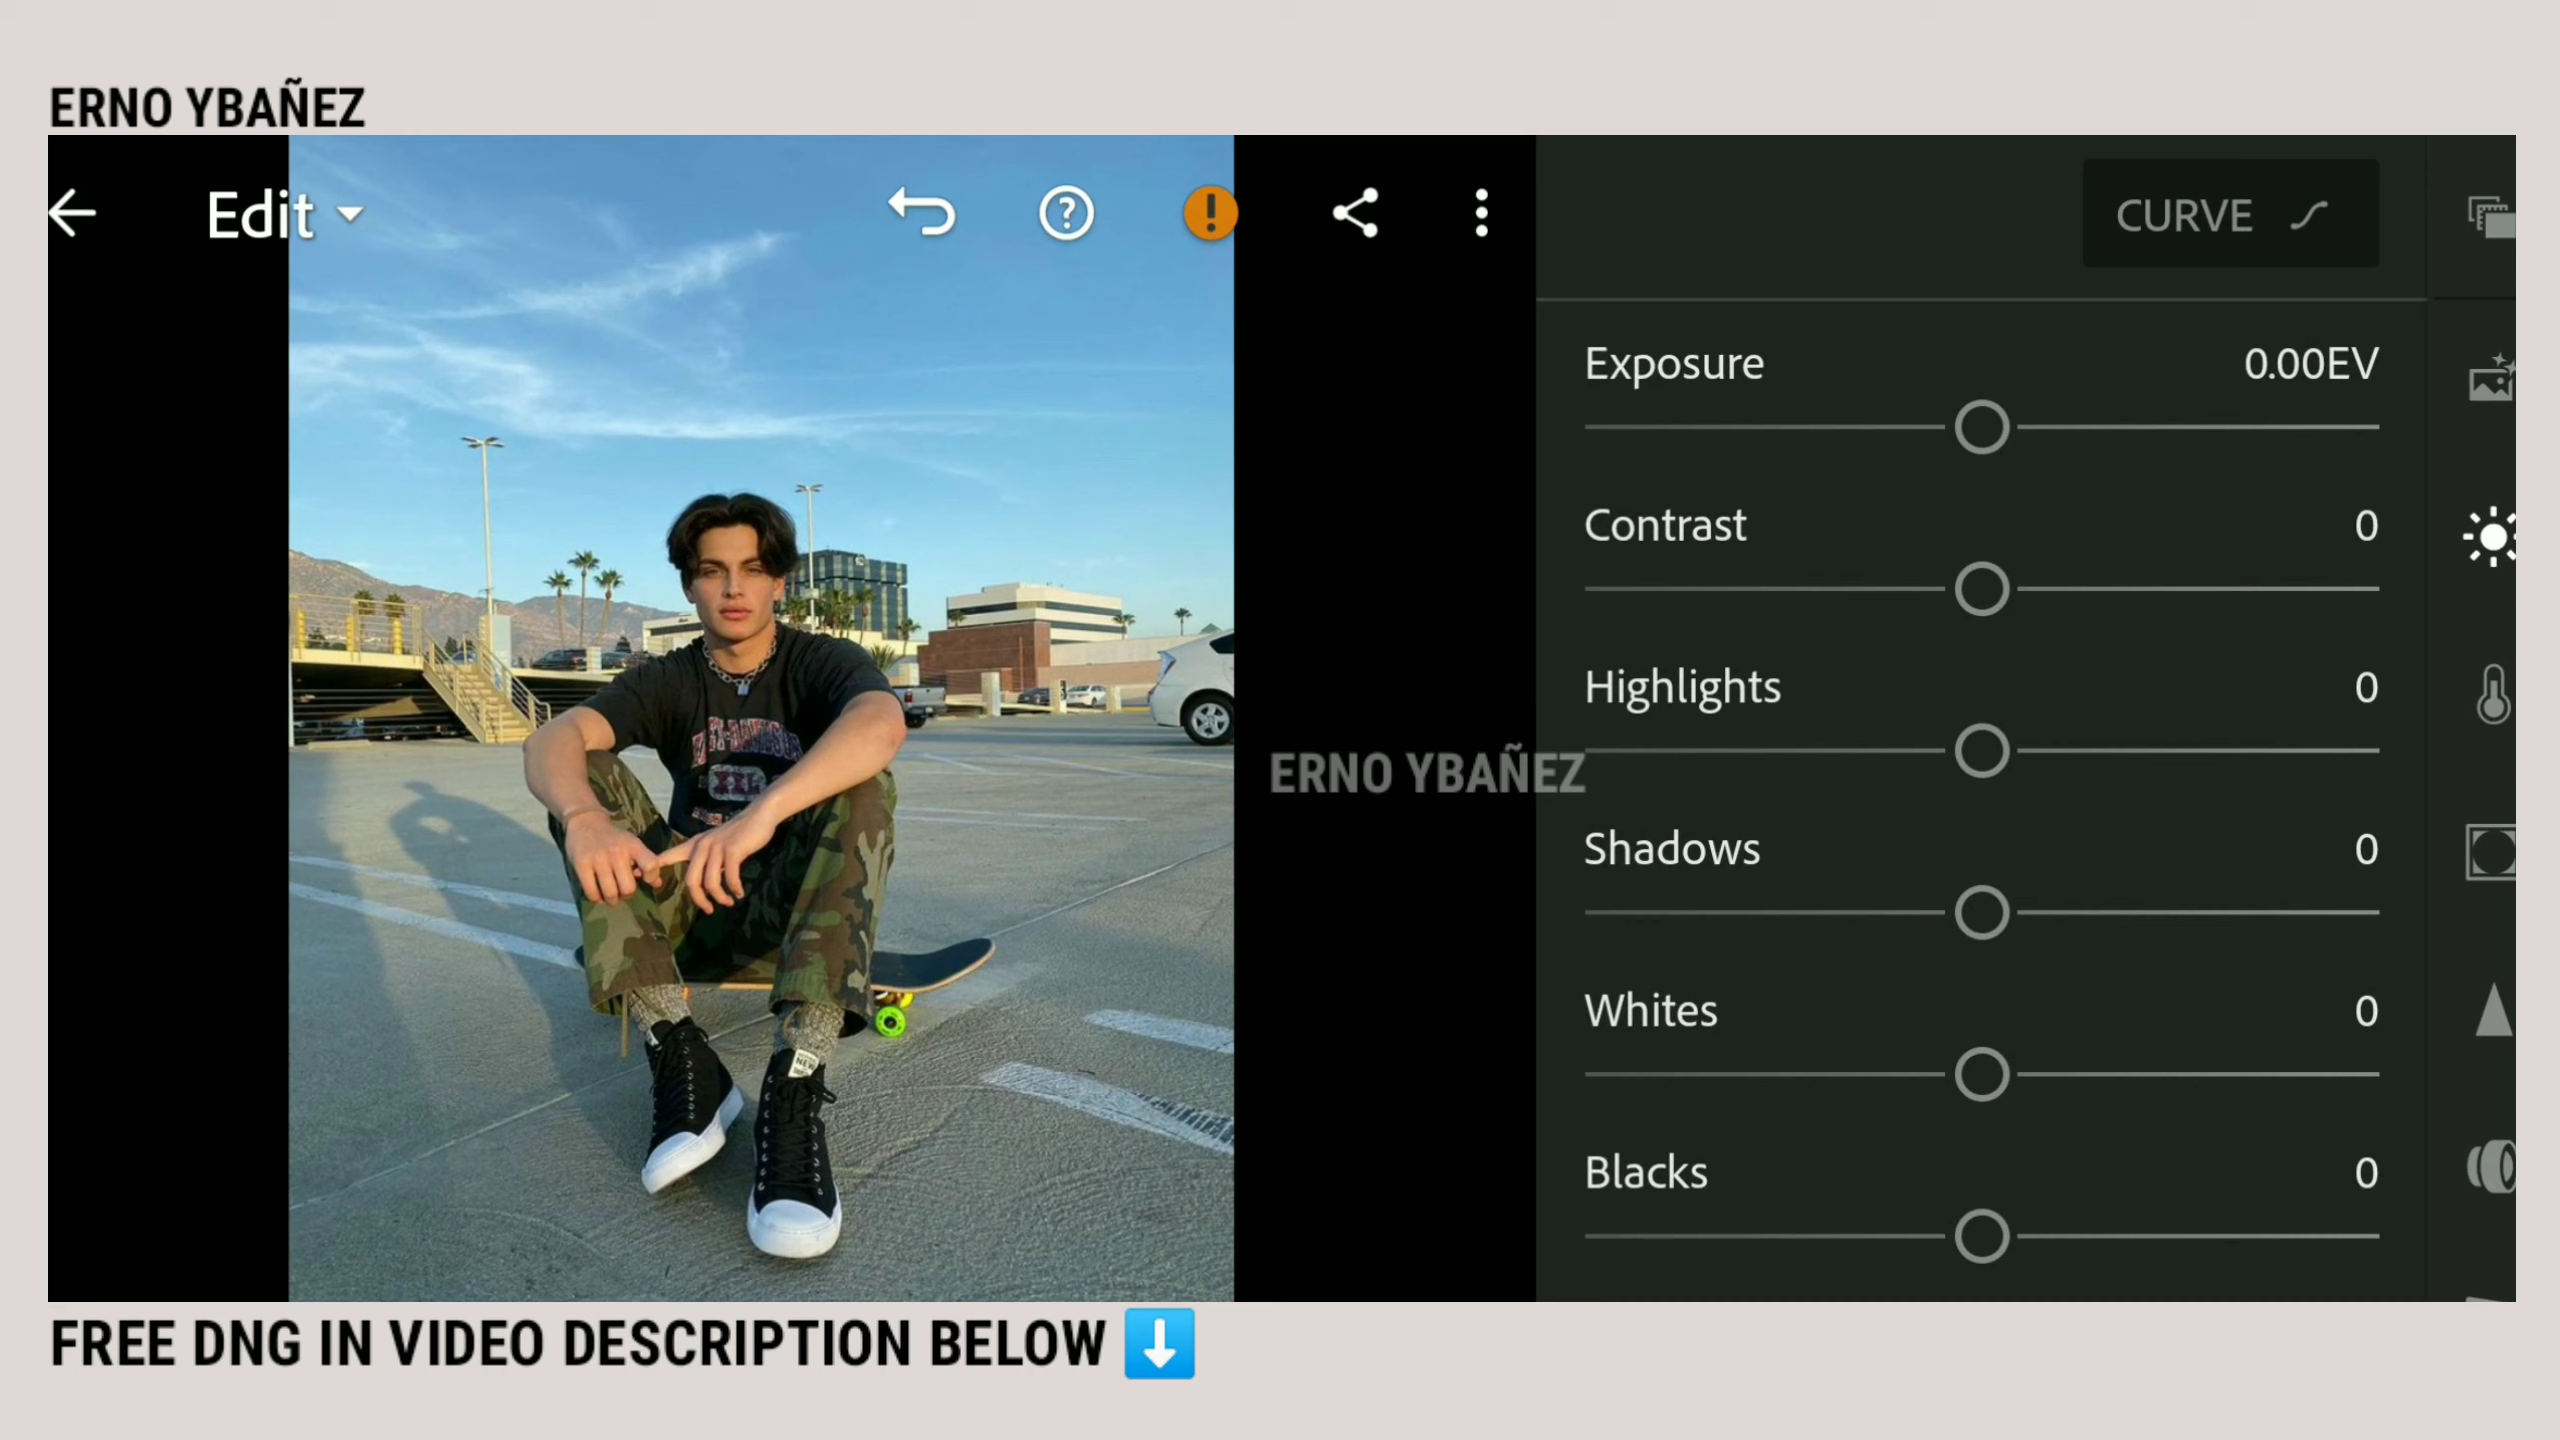 ERNO YBAÑEZ
Edit
CURVE
Exposure 0.00EV
Contrast 0
Highlights 0
ERNO YBAÑEZ
Shadows 0
Whites 0
Blacks 0
FREE DNG IN VIDEO DESCRIPTION BELOW